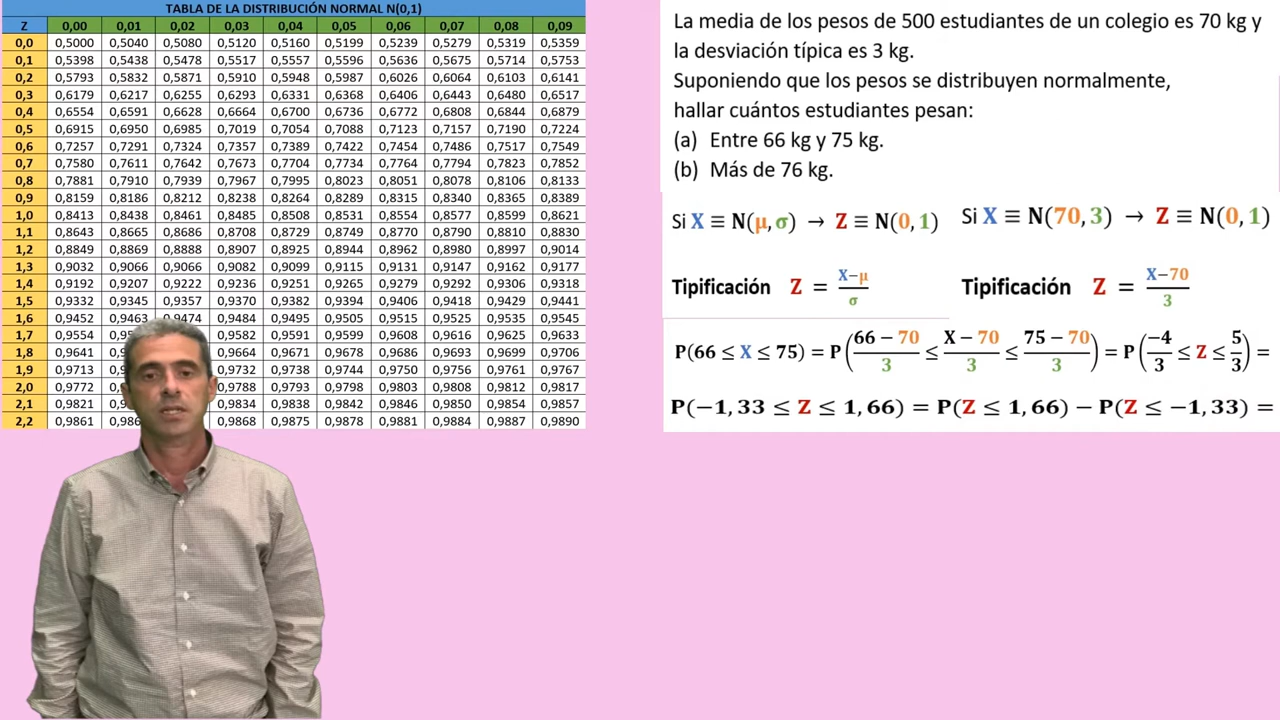 TABLA DE LA DISTRIBUCIÓN NORMAL N(0,1)
Z 0,00 0,01 0,02 0,03 0,04 0,05 0,06 0,07 0,08 0,09
0,0 0,5000 0,5040 0,5080 0,5120 0,5160 0,5199 0,5239 0,5279 0,5319 0,5359
0,1 0,5398 0,5438 0,5478 0,5517 0,5557 0,5596 0,5636 0,5675 0,5714 0,5753
0,2 0,5793 0,5832 0,5871 0,5910 0,5948 0,5987 0,6026 0,6064 0,6103 0,6141
0,3 0,6179 0,6217 0,6255 0,6293 0,6331 0,6368 0,6406 0,6443 0,6480 0,6517
0,4 0,6554 0,6591 0,6628 0,6664 0,6700 0,6736 0,6772 0,6808 0,6844 0,6879
0,5 0,6915 0,6950 0,6985 0,7019 0,7054 0,7088 0,7123 0,7157 0,7190 0,7224
0,6 0,7257 0,7291 0,7324 0,7357 0,7389 0,7422 0,7454 0,7486 0,7517 0,7549
0,7 0,7580 0,7611 0,7642 0,7673 0,7704 0,7734 0,7764 0,7794 0,7823 0,7852
0,8 0,7881 0,7910 0,7939 0,7967 0,7995 0,8023 0,8051 0,8078 0,8106 0,8133
0,9 0,8159 0,8186 0,8212 0,8238 0,8264 0,8289 0,8315 0,8340 0,8365 0,8389
1,0 0,8413 0,8438 0,8461 0,8485 0,8508 0,8531 0,8554 0,8577 0,8599 0,8621
1,1 0,8643 0,8665 0,8686 0,8708 0,8729 0,8749 0,8770 0,8790 0,8810 0,8830
1,2 0,8849 0,8869 0,8888 0,8907 0,8925 0,8944 0,8962 0,8980 0,8997 0,9014
1,3 0,9032 0,9066 0,9066 0,9082 0,9099 0,9115 0,9131 0,9147 0,9162 0,9177
1,4 0,9192 0,9207 0,9222 0,9236 0,9251 0,9265 0,9279 0,9292 0,9306 0,9318
1,5 0,9332 0,9345 0,9357 0,9370 0,9382 0,9394 0,9406 0,9418 0,9429 0,9441
1,6 0,9452 0,9463 0,9474 0,9484 0,9495 0,9505 0,9515 0,9525 0,9535 0,9545
1,7 0,9554 0,9582 0,9591 0,9599 0,9608 0,9616 0,9625 0,9633
1,8 0,9641 0,9664 0,9671 0,9678 0,9686 0,9693 0,9699 0,9706
1,9 0,9713 0,9732 0,9738 0,9744 0,9750 0,9756 0,9761 0,9767
2,0 0,9772 0,9788 0,9793 0,9798 0,9803 0,9808 0,9812 0,9817
2,1 0,9821 0,9834 0,9838 0,9842 0,9846 0,9850 0,9854 0,9857
2,2 0,9861 0,9868 0,9875 0,9878 0,9881 0,9884 0,9887 0,9890
La media de los pesos de 500 estudiantes de un colegio es 70 kg y
la desviación típica es 3 kg.
Suponiendo que los pesos se distribuyen normalmente,
hallar cuántos estudiantes pesan:
(a) Entre 66 kg y 75 kg.
(b) Más de 76 kg.
Si X ≡ N(μ,σ) → Z ≡ N(0,1)
Si X ≡ N(70,3) → Z ≡ N(0,1)
Tipificación Z = (X−μ)/σ
Tipificación Z = (X−70)/3
P(66 ≤ X ≤ 75) = P((66 − 70)/3 ≤ (X − 70)/3 ≤ (75 − 70)/3) = P(−4/3 ≤ Z ≤ 5/3) =
P(−1,33 ≤ Z ≤ 1,66) = P(Z ≤ 1,66) − P(Z ≤ −1,33) =